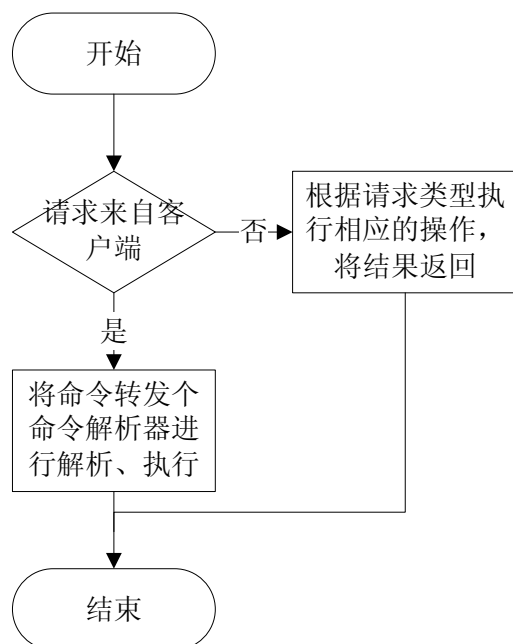 开始
请求来自客
户端
否
根据请求类型执
行相应的操作，
将结果返回
是
将命令转发个
命令解析器进
行解析、执行
结束